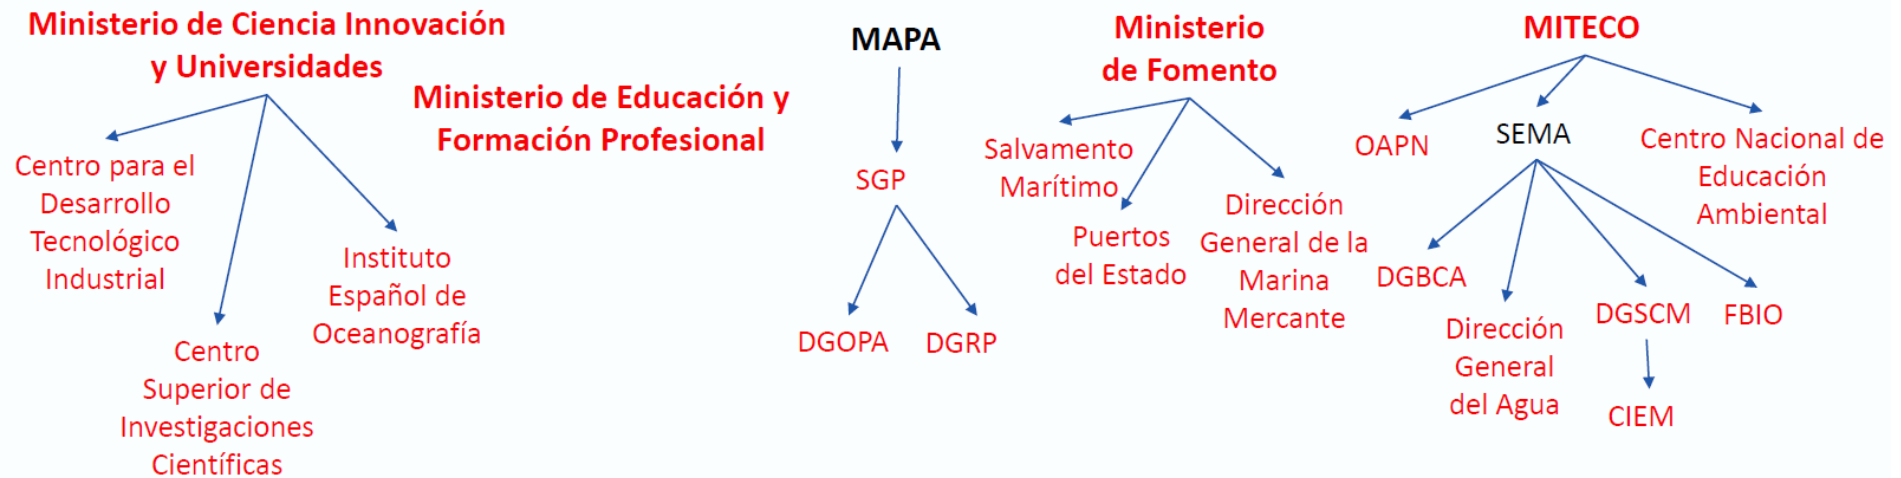 Ministerio de Ciencia Innovación
y Universidades
Centro para el
Desarrollo
Tecnológico
Industrial
Centro
Superior de
Investigaciones
Científicas
Instituto
Español de
Oceanografía
Ministerio de Educación y
Formación Profesional
MAPA
SGP
DGOPA
DGRP
Ministerio
de Fomento
Salvamento
Marítimo
Puertos
del Estado
Dirección
General de la
Marina
Mercante
MITECO
OAPN
SEMA
Centro Nacional de
Educación
Ambiental
DGBCA
Dirección
General
del Agua
DGSCM
FBIO
CIEM